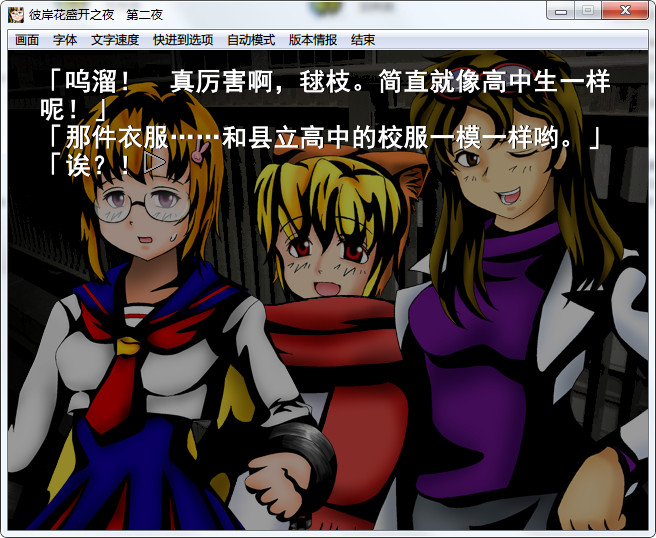 彼岸花盛开之夜　第二夜
画面 字体 文字速度 快进到选项 自动模式 版本情报 结束
「呜溜！　真厉害啊，毬枝。简直就像高中生一样
呢！」
「那件衣服……和县立高中的校服一模一样哟。」
「诶？！